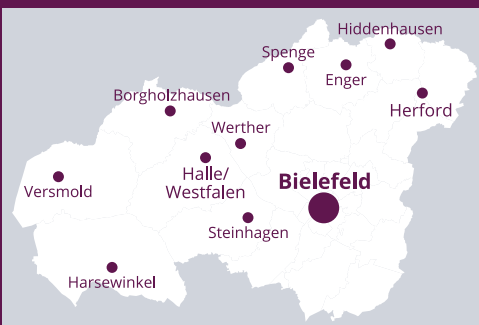 Hiddenhausen
Spenge
Enger
Borgholzhausen
Herford
Werther
Halle/
Westfalen
Bielefeld
Versmold
Steinhagen
Harsewinkel